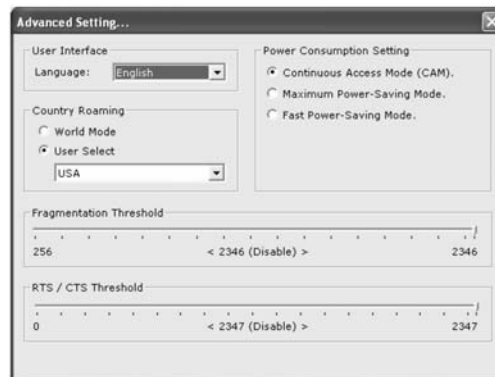 Advanced Setting...
User Interface
Language: English
Country Roaming
World Mode
User Select
USA
Power Consumption Setting
Continuous Access Mode (CAM).
Maximum Power-Saving Mode.
Fast Power-Saving Mode.
Fragmentation Threshold
256 < 2346 (Disable) > 2346
RTS / CTS Threshold
0 < 2347 (Disable) > 2347